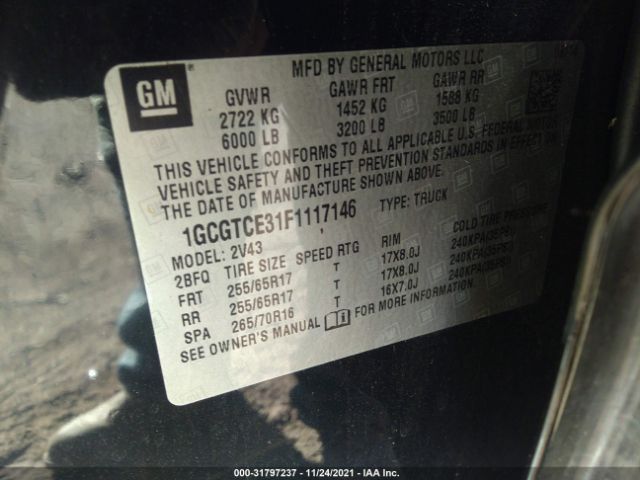 MFD BY GENERAL MOTORS LLC
GM
GVWR GAWR FRT GAWR RR
2722 KG 1452 KG 1588 KG
6000 LB 3200 LB 3500 LB
THIS VEHICLE CONFORMS TO ALL APPLICABLE U.S. FEDERAL MOTOR
VEHICLE SAFETY AND THEFT PREVENTION STANDARDS IN EFFECT ON
THE DATE OF MANUFACTURE SHOWN ABOVE.
1GCGTCE31F1117146 TYPE: TRUCK
MODEL: 2V43
2BFQ TIRE SIZE SPEED RTG RIM COLD TIRE PRESSURE
FRT 255/65R17 T 17X8.0J 240KPA(35PSI)
RR 255/65R17 T 17X8.0J 240KPA(35PSI)
SPA 265/70R16 T 16X7.0J 240KPA(35PSI)
SEE OWNER'S MANUAL FOR MORE INFORMATION.
000-31797237 - 11/24/2021 - IAA Inc.